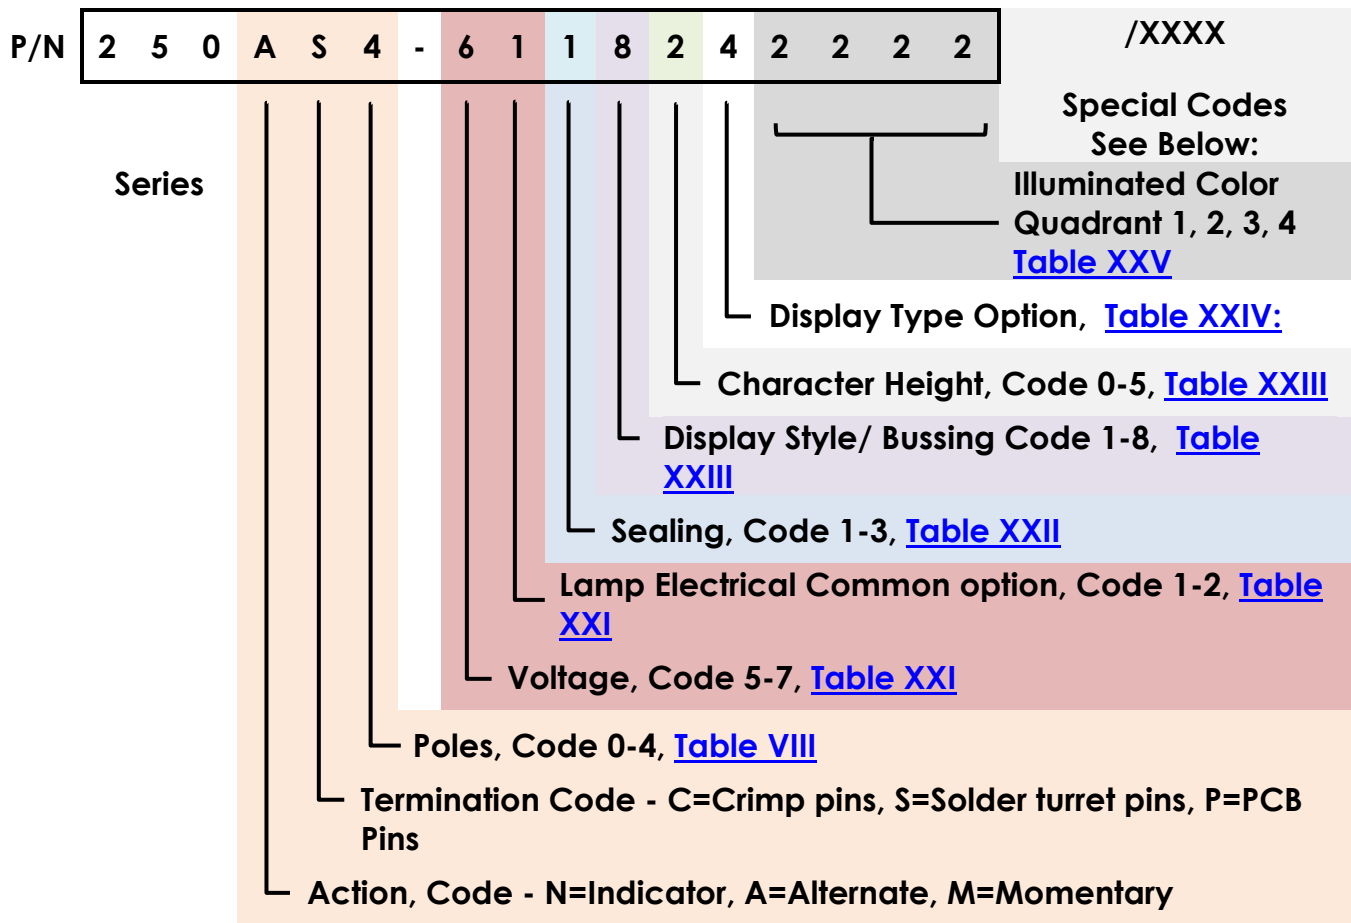 P/N 2 5 0 A S 4 - 6 1 1 8 2 4 2 2 2 2 /XXXX
Special Codes
See Below:
Series
Illuminated Color
Quadrant 1, 2, 3, 4
Table XXV
Display Type Option, Table XXIV:
Character Height, Code 0-5, Table XXIII
Display Style/ Bussing Code 1-8, Table
XXIII
Sealing, Code 1-3, Table XXII
Lamp Electrical Common option, Code 1-2, Table
XXI
Voltage, Code 5-7, Table XXI
Poles, Code 0-4, Table VIII
Termination Code - C=Crimp pins, S=Solder turret pins, P=PCB
Pins
Action, Code - N=Indicator, A=Alternate, M=Momentary